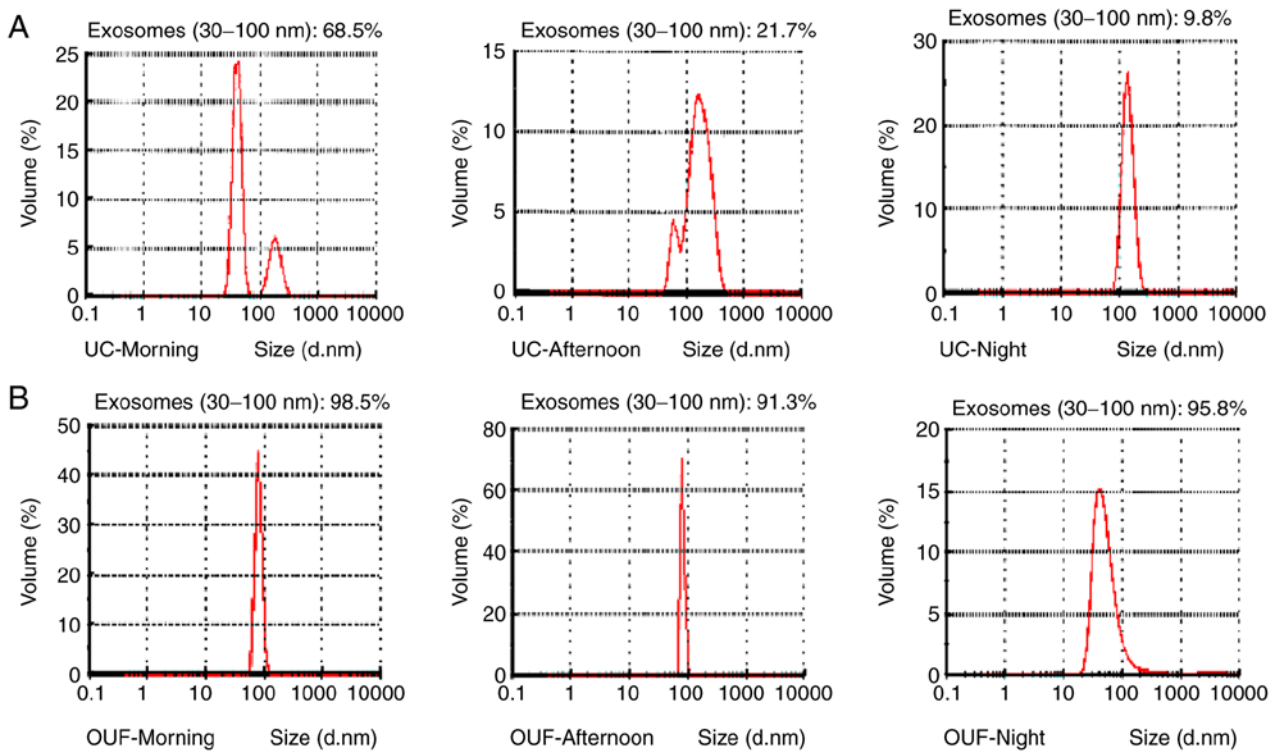 A
Exosomes (30–100 nm): 68.5%
25
20
15
10
5
0
Volume (%)
0.1 1 10 100 1000 10000
UC-Morning Size (d.nm)
Exosomes (30–100 nm): 21.7%
15
10
5
0
Volume (%)
0.1 1 10 100 1000 10000
UC-Afternoon Size (d.nm)
Exosomes (30–100 nm): 9.8%
30
20
10
0
Volume (%)
0.1 1 10 100 1000 10000
UC-Night Size (d.nm)
B
Exosomes (30–100 nm): 98.5%
50
40
30
20
10
0
Volume (%)
0.1 1 10 100 1000 10000
OUF-Morning Size (d.nm)
Exosomes (30–100 nm): 91.3%
80
60
40
20
0
Volume (%)
0.1 1 10 100 1000 10000
OUF-Afternoon Size (d.nm)
Exosomes (30–100 nm): 95.8%
20
15
10
5
0
Volume (%)
0.1 1 10 100 1000 10000
OUF-Night Size (d.nm)